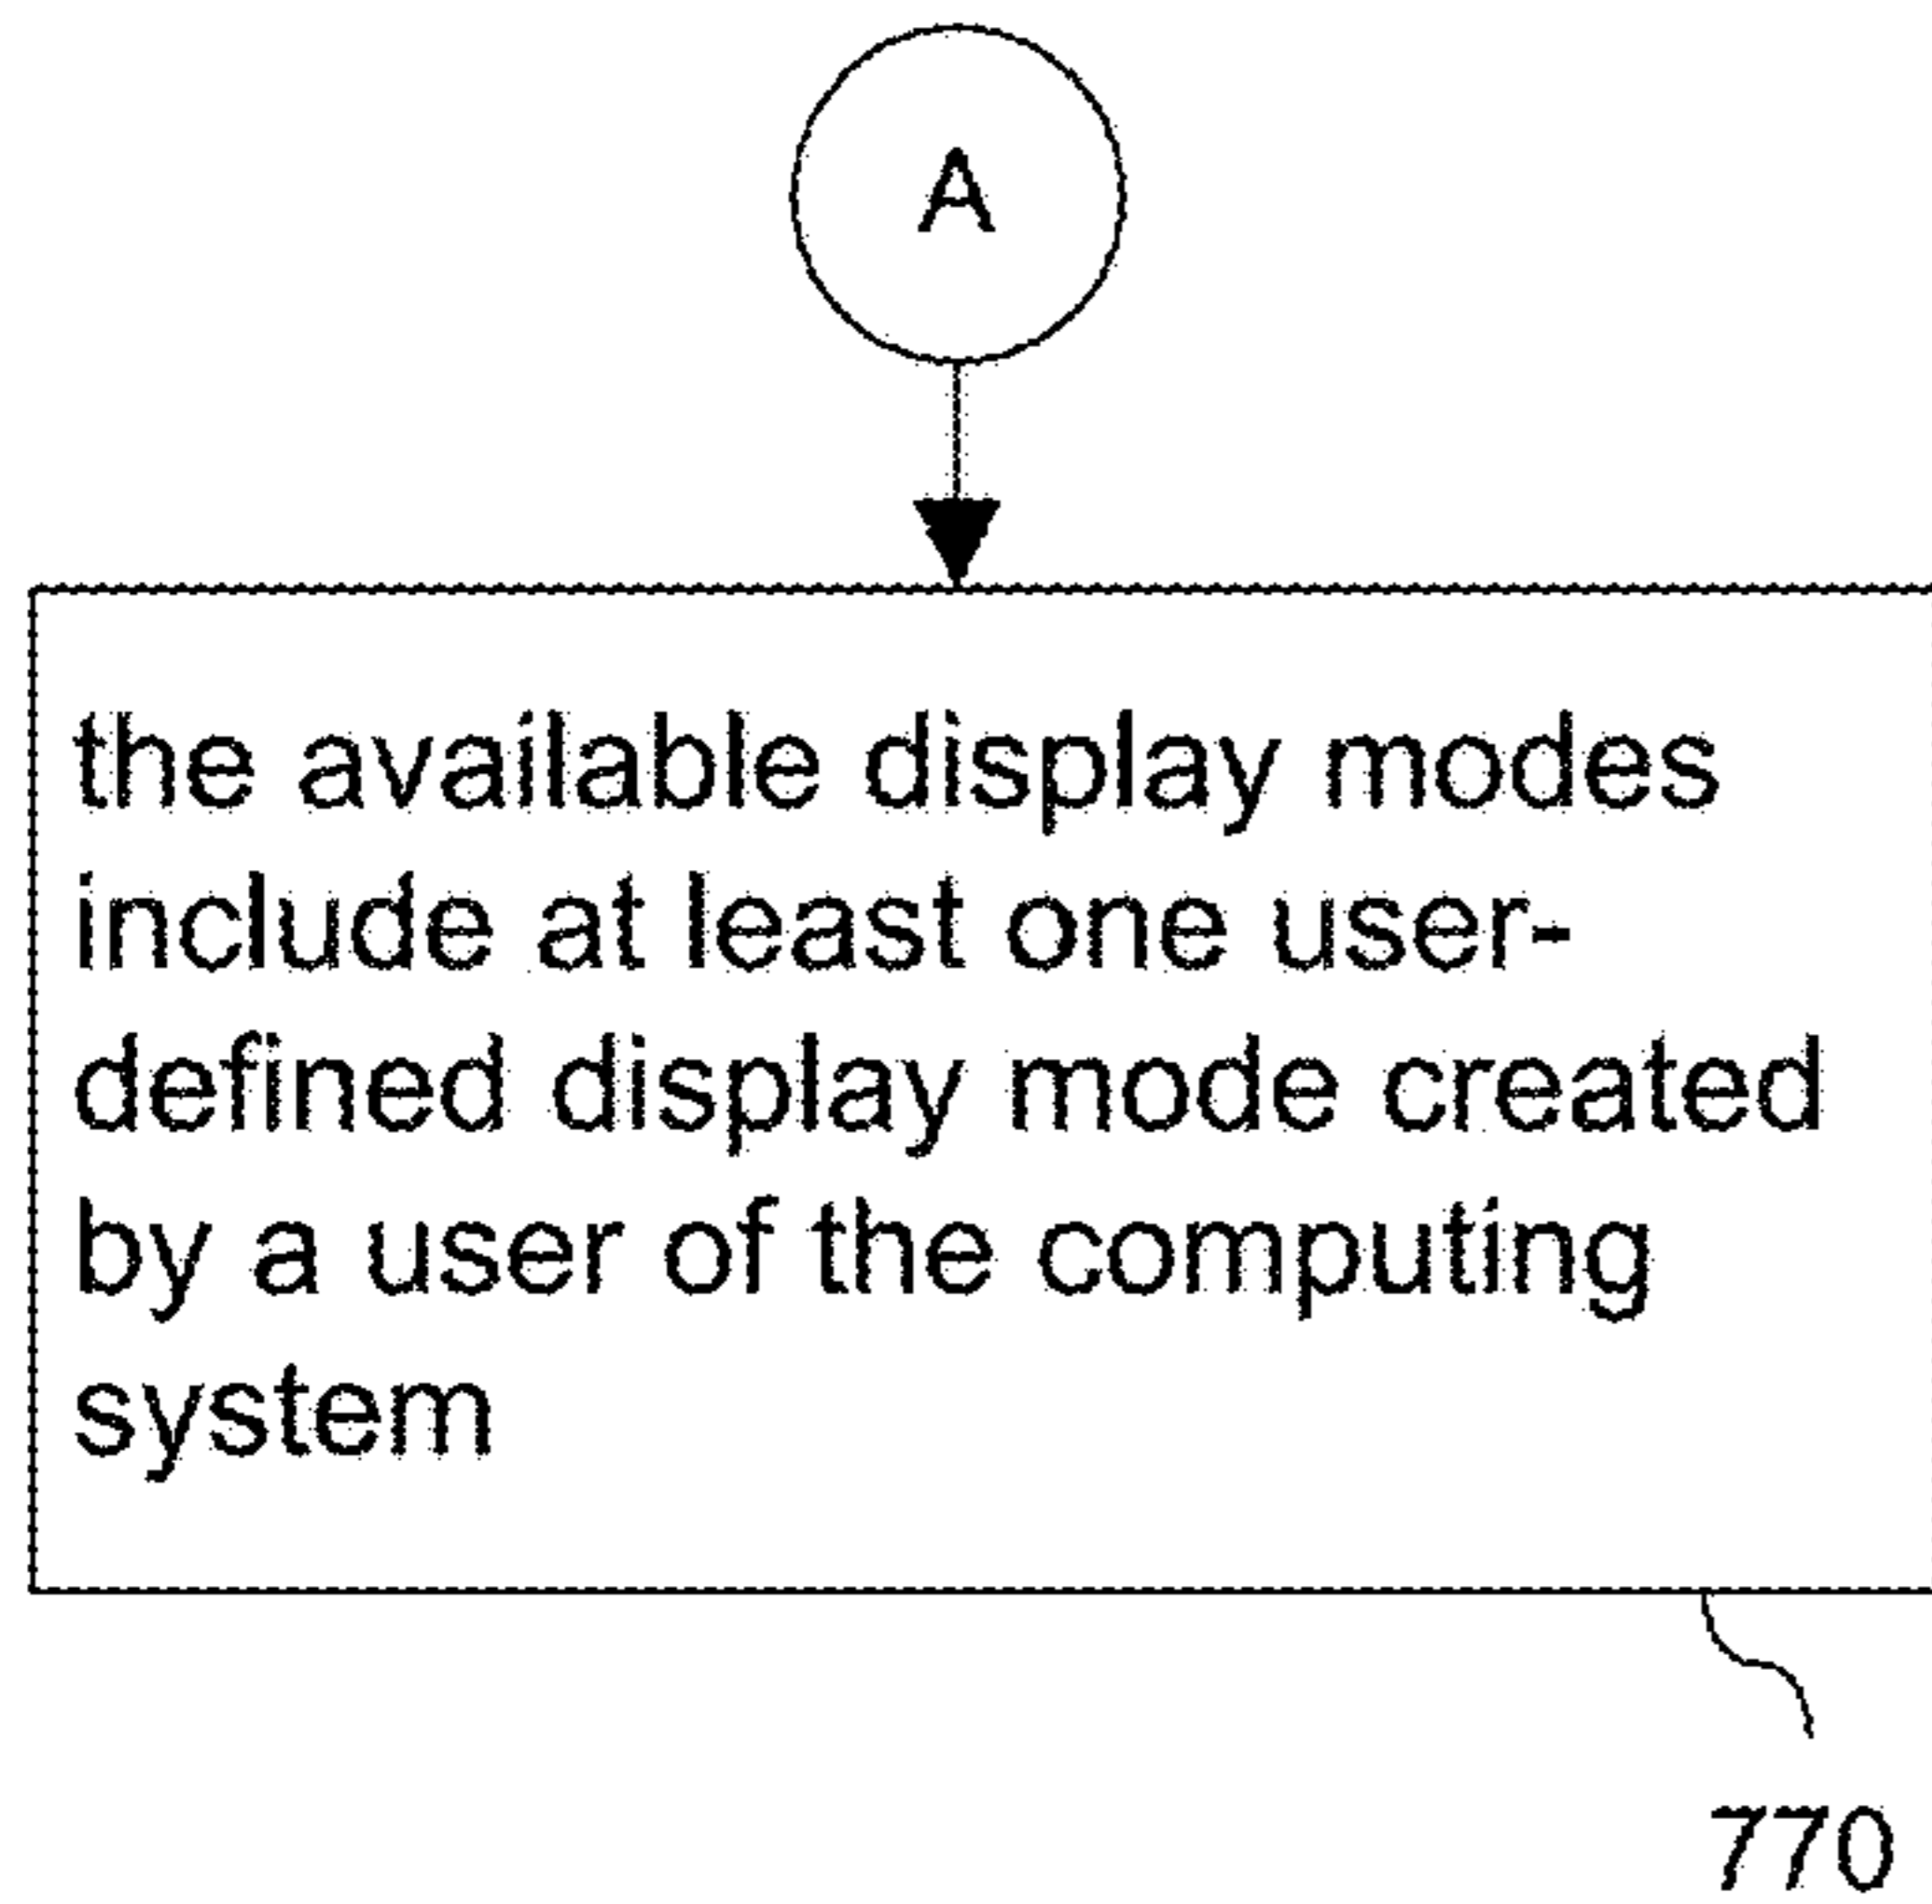 A
the available display modes
include at least one user-
defined display mode created
by a user of the computing
system
770